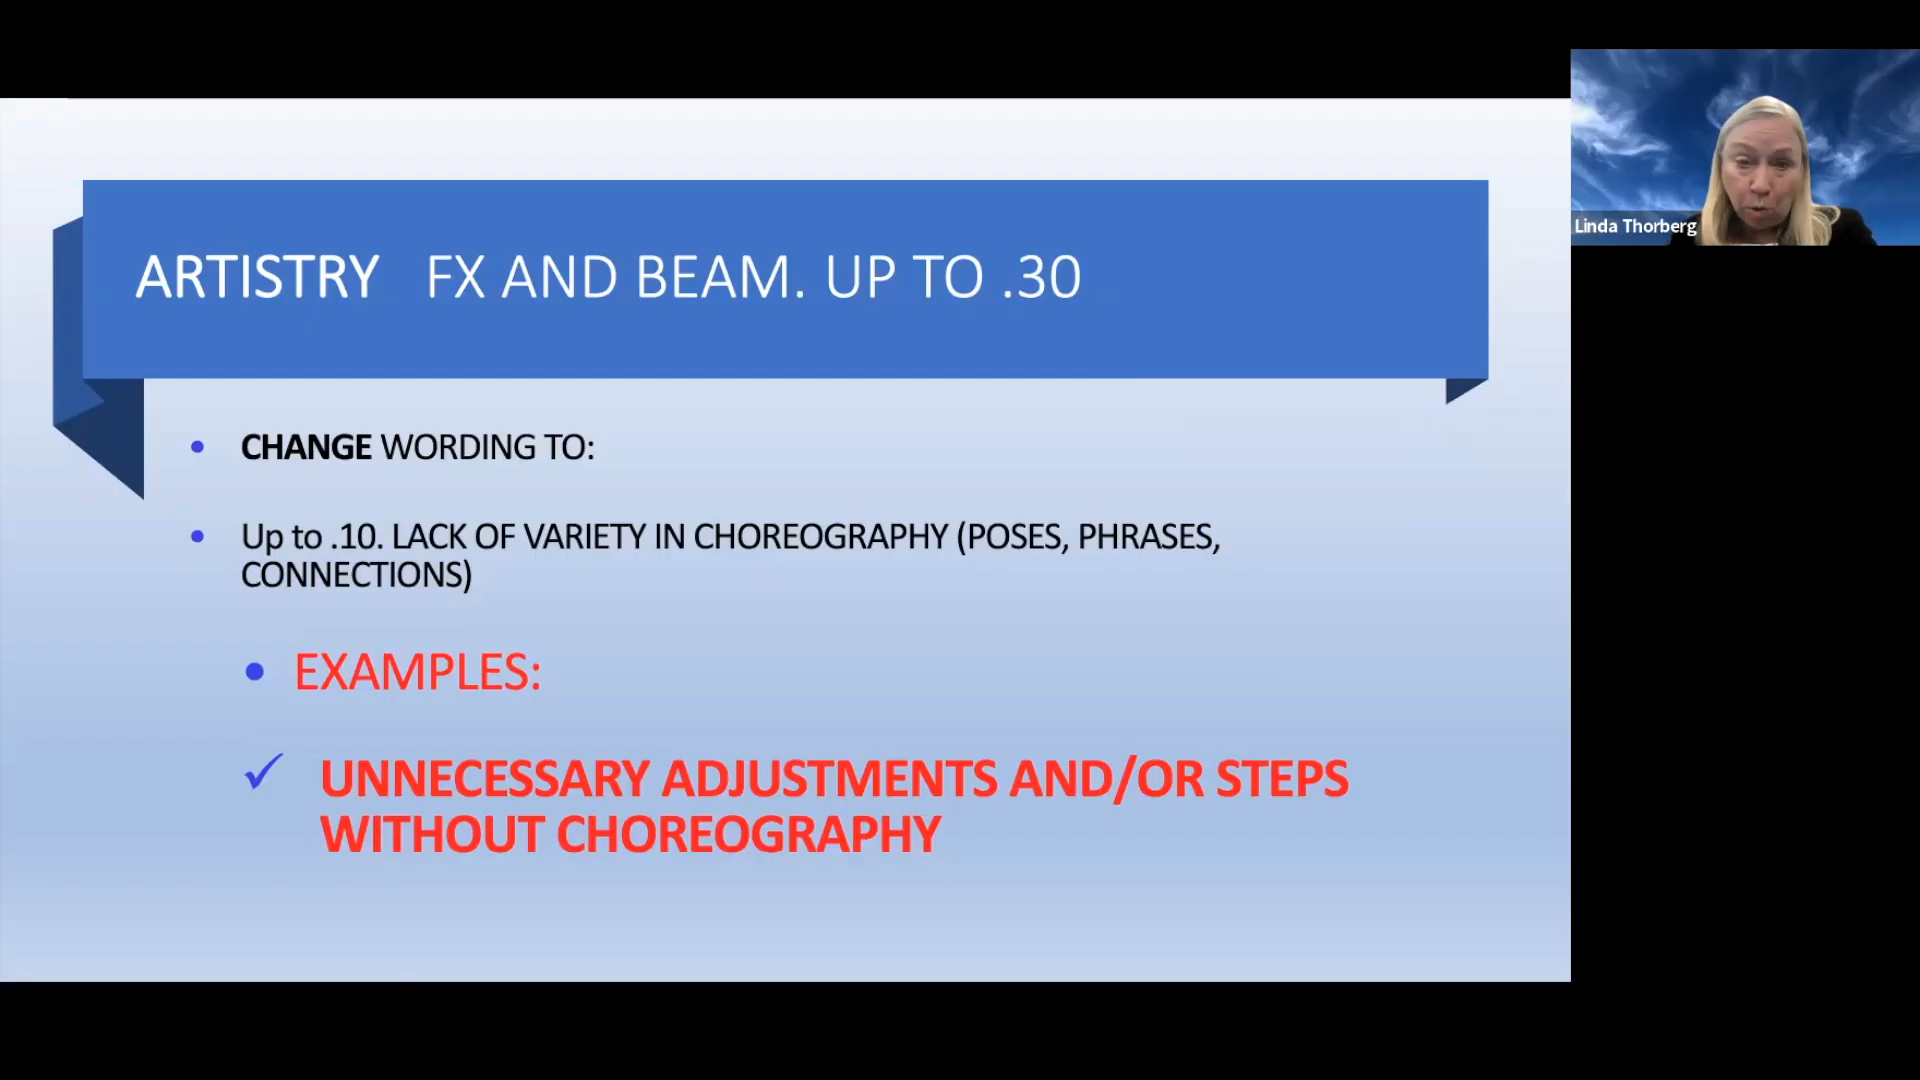 ARTISTRY FX AND BEAM. UP TO .30
Linda Thorberg
• CHANGE WORDING TO:
• Up to .10. LACK OF VARIETY IN CHOREOGRAPHY (POSES, PHRASES,
CONNECTIONS)
• EXAMPLES:
✓ UNNECESSARY ADJUSTMENTS AND/OR STEPS
WITHOUT CHOREOGRAPHY